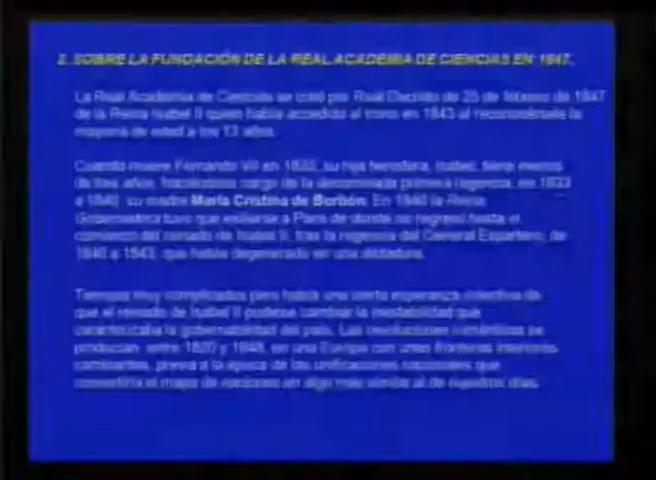 2. SOBRE LA FUNDACIÓN DE LA REAL ACADEMIA DE CIENCIAS EN 1847.
La Real Academia de Ciencias se creó por Real Decreto de 25 de febrero de 1847
de la Reina Isabel II quien había accedido al trono en 1843 al reconocérsele la
mayoría de edad a los 13 años.
Cuando muere Fernando VII en 1833, su hija heredera, Isabel, tiene menos
de tres años, haciéndose cargo de la denominada primera regencia, en 1833
a 1840, su madre María Cristina de Borbón. En 1840 la Reina
Gobernadora tuvo que exiliarse a París de donde no regresó hasta el
comienzo del reinado de Isabel II, tras la regencia del General Espartero, de
1840 a 1843, que había degenerado en una dictadura.
Tiempos muy complicados pero había una cierta esperanza colectiva de
que el reinado de Isabel II pudiese cambiar la inestabilidad que
caracterizaba la gobernabilidad del país. Las revoluciones románticas se
producían entre 1820 y 1848, en una Europa con unas fronteras interiores
cambiantes, previa a la época de las unificaciones nacionales que
convertiría el mapa de naciones en algo más similar al de nuestros días.